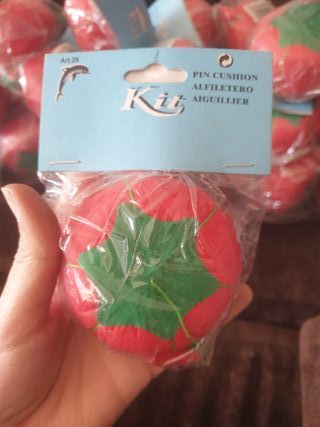 Art.29
Kit
PIN CUSHION
ALFILETERO
AIGUILLIER